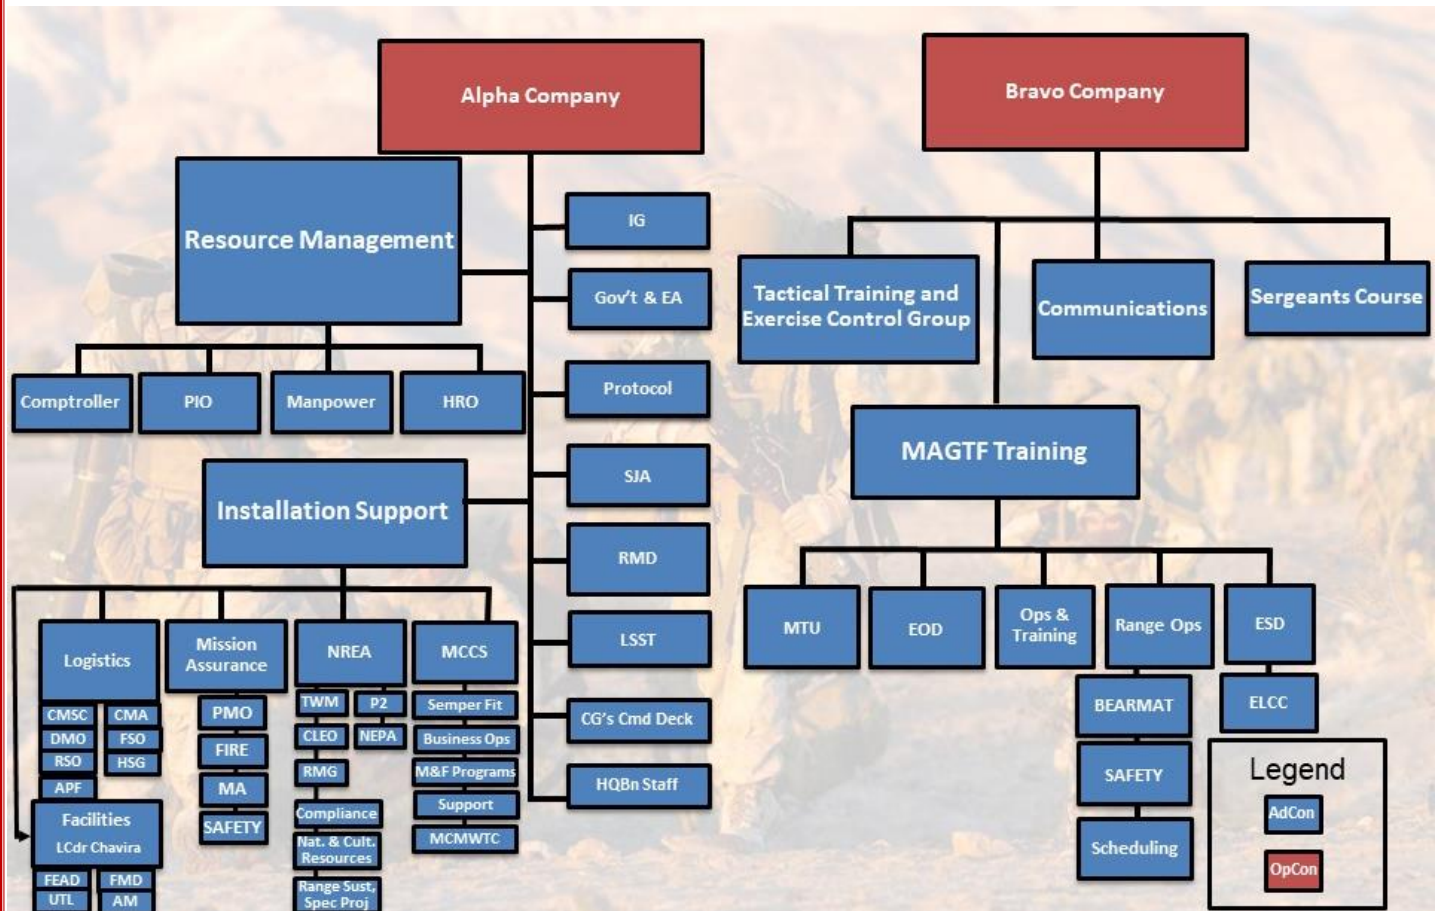 Alpha Company
Bravo Company
Resource Management
IG
Gov't & EA
Protocol
SJA
RMD
LSST
CG's Cmd Deck
HQBn Staff
Comptroller
PIO
Manpower
HRO
Installation Support
Logistics
CMSC
CMA
DMO
FSO
RSO
HSG
APF
Facilities
LCdr Chavira
FEAD
FMD
UTL
AM
Mission
Assurance
PMO
FIRE
MA
SAFETY
NREA
TWM
P2
CLEO
NEPA
RMG
Compliance
Nat. & Cult.
Resources
Range Sust,
Spec Proj
MCCS
Semper Fit
Business Ops
M&F Programs
Support
MCMWTC
Tactical Training and
Exercise Control Group
Communications
Sergeants Course
MAGTF Training
MTU
EOD
Ops &
Training
Range Ops
ESD
BEARMAT
SAFETY
Scheduling
ELCC
Legend
AdCon
OpCon